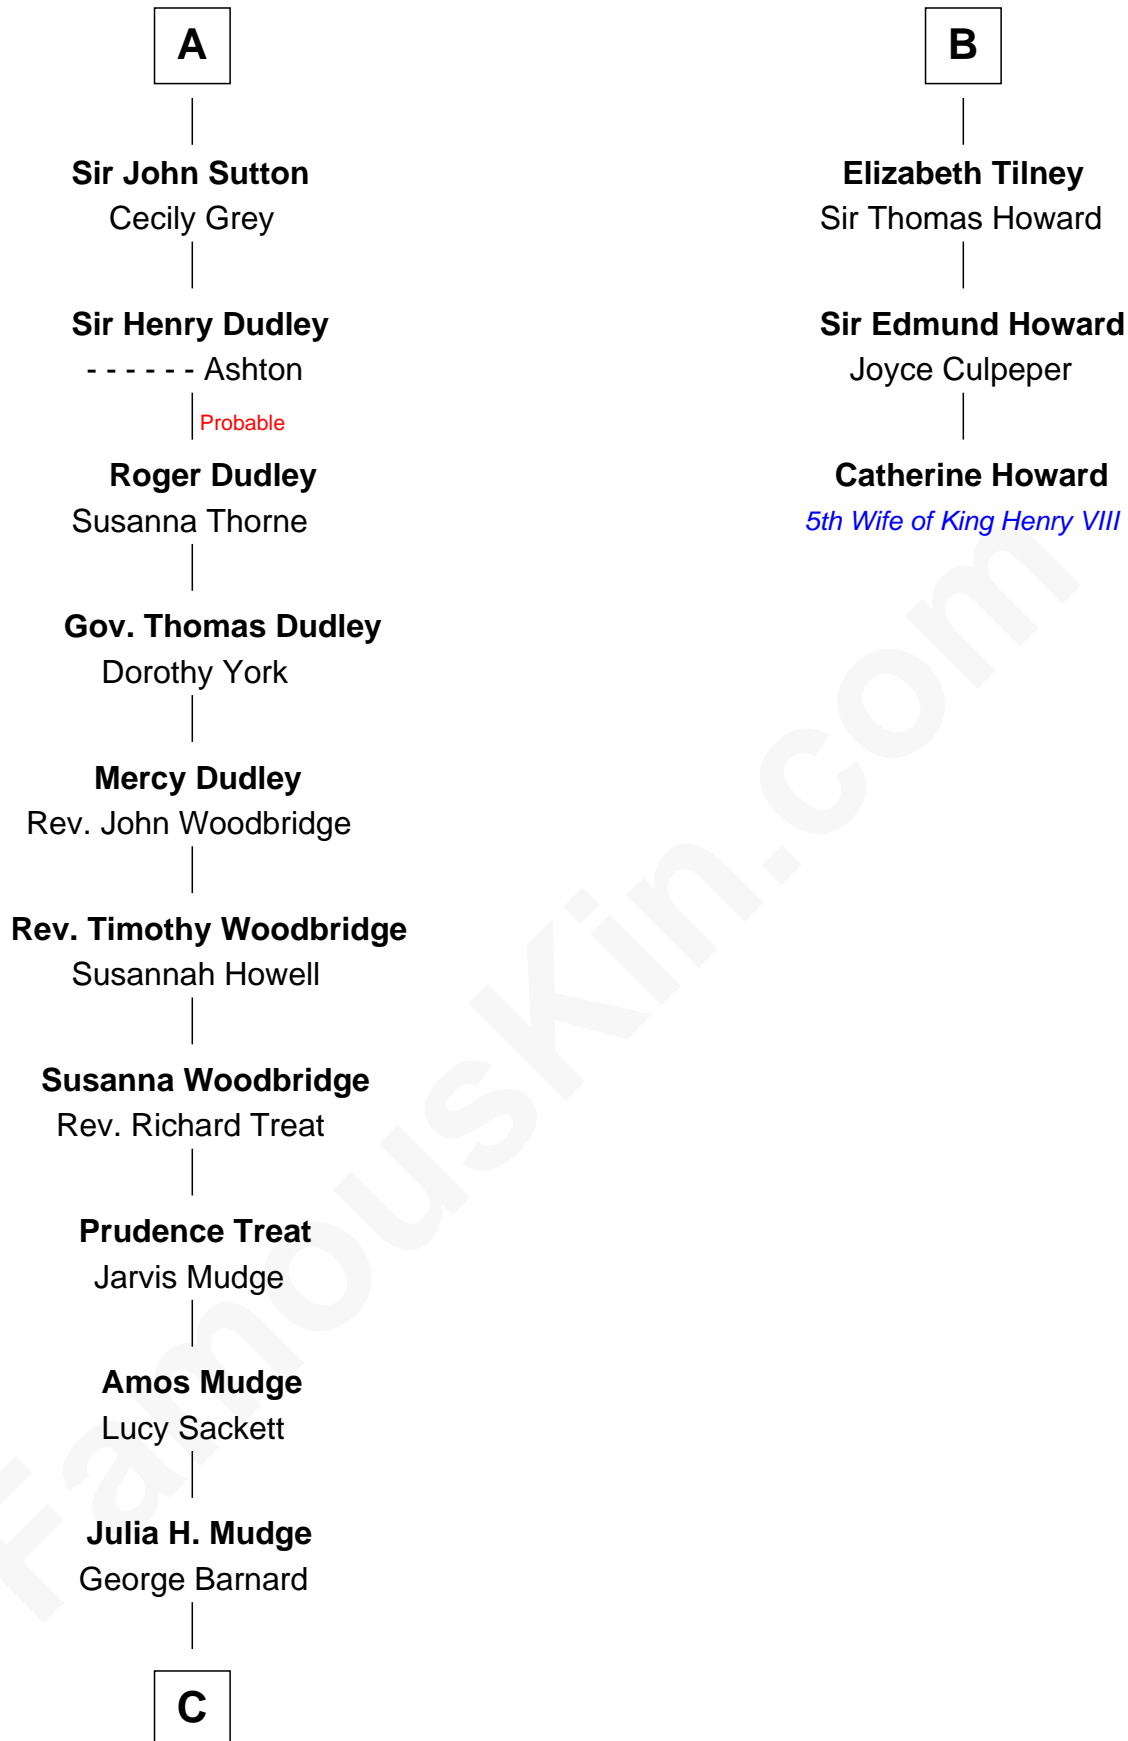 A
Sir John Sutton
Cecily Grey
Sir Henry Dudley
- - - - - - Ashton
Probable
Roger Dudley
Susanna Thorne
Gov. Thomas Dudley
Dorothy York
Mercy Dudley
Rev. John Woodbridge
Rev. Timothy Woodbridge
Susannah Howell
Susanna Woodbridge
Rev. Richard Treat
Prudence Treat
Jarvis Mudge
Amos Mudge
Lucy Sackett
Julia H. Mudge
George Barnard
C
B
Elizabeth Tilney
Sir Thomas Howard
Sir Edmund Howard
Joyce Culpeper
Catherine Howard
5th Wife of King Henry VIII
FamousKin.com